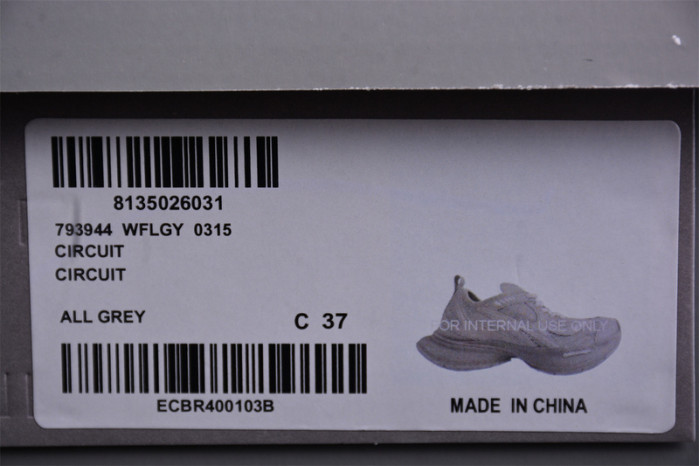 8135026031
793944 WFLGY 0315
CIRCUIT
CIRCUIT
ALL GREY
C 37
FOR INTERNAL USE ONLY
ECBR400103B
MADE IN CHINA